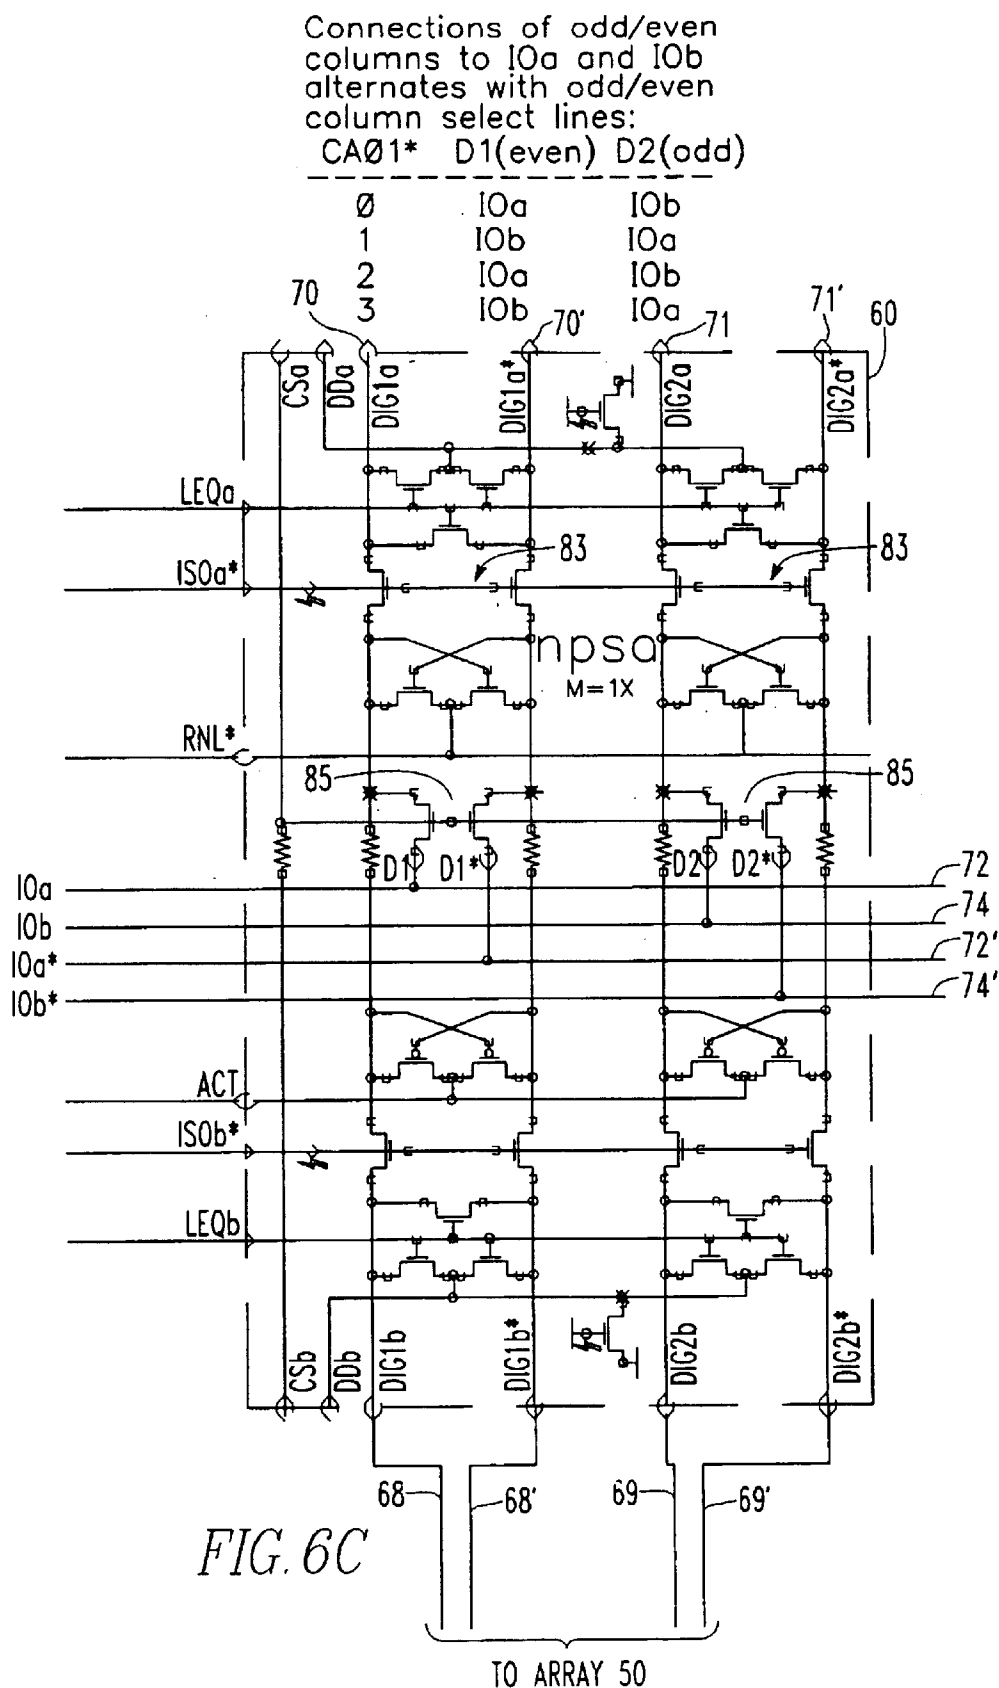 Connections of odd/even
columns to IOa and IOb
alternates with odd/even
column select lines:
CAØ1* D1(even) D2(odd)
Ø IOa IOb
1 IOb IOa
2 IOa IOb
3 IOb IOa
70 70' 71 71' 60
CSa DDa DIG1a DIG1a* DIG2a DIG2a*
LEQa
83 83
ISOa*
npsa
M=1X
RNL*
85 85
D1 D1* D2 D2*
IOa 72
IOb 74
IOa* 72'
IOb* 74'
ACT
ISOb*
LEQb
CSb DDb DIG1b DIG1b* DIG2b DIG2b*
68 68' 69 69'
FIG. 6C
TO ARRAY 50